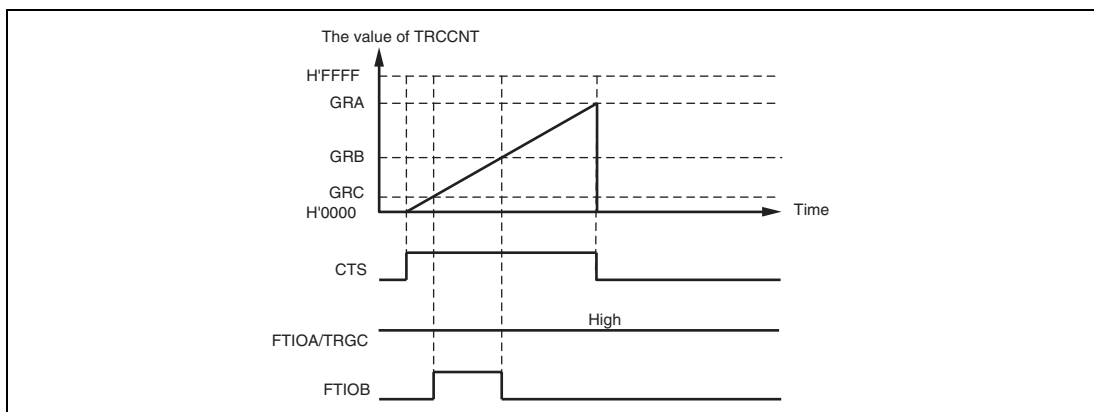 The value of TRCCNT
H'FFFF
GRA
GRB
GRC
H'0000
Time
CTS
High
FTIOA/TRGC
FTIOB